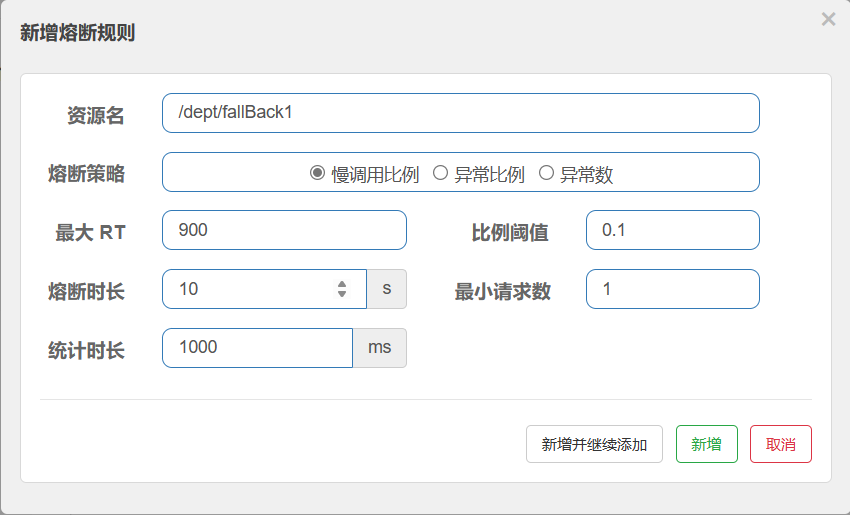 新增熔断规则
×
资源名 /dept/fallBack1
熔断策略 慢调用比例 异常比例 异常数
最大 RT 900 比例阈值 0.1
熔断时长 10 s 最小请求数 1
统计时长 1000 ms
新增并继续添加 新增 取消